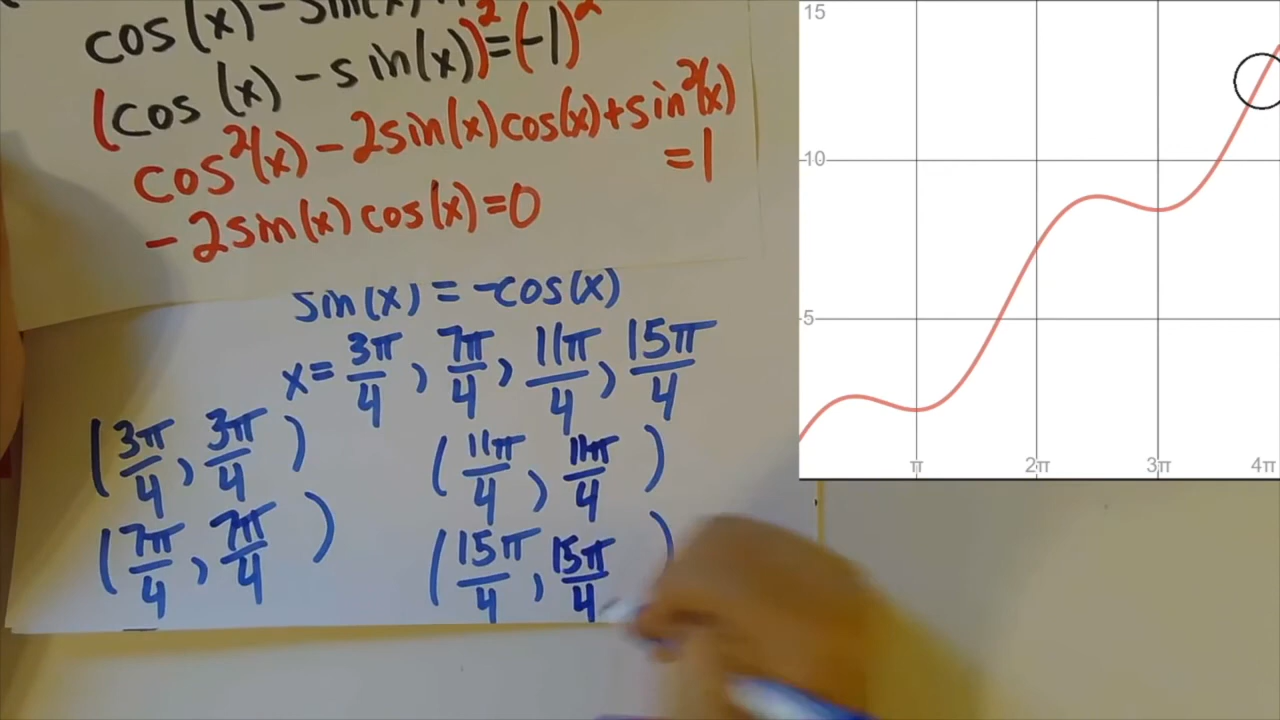 cos(x) - sin(x)
(cos(x) - sin(x))² = (-1)²
cos²(x) - 2sin(x)cos(x) + sin²(x)
= 1
- 2sin(x)cos(x) = 0
sin(x) = -cos(x)
x = 3π/4, 7π/4, 11π/4, 15π/4
(3π/4, 3π/4) (11π/4, 11π/4)
(7π/4, 7π/4) (15π/4, 15π/4)
15
10
5
π 2π 3π 4π